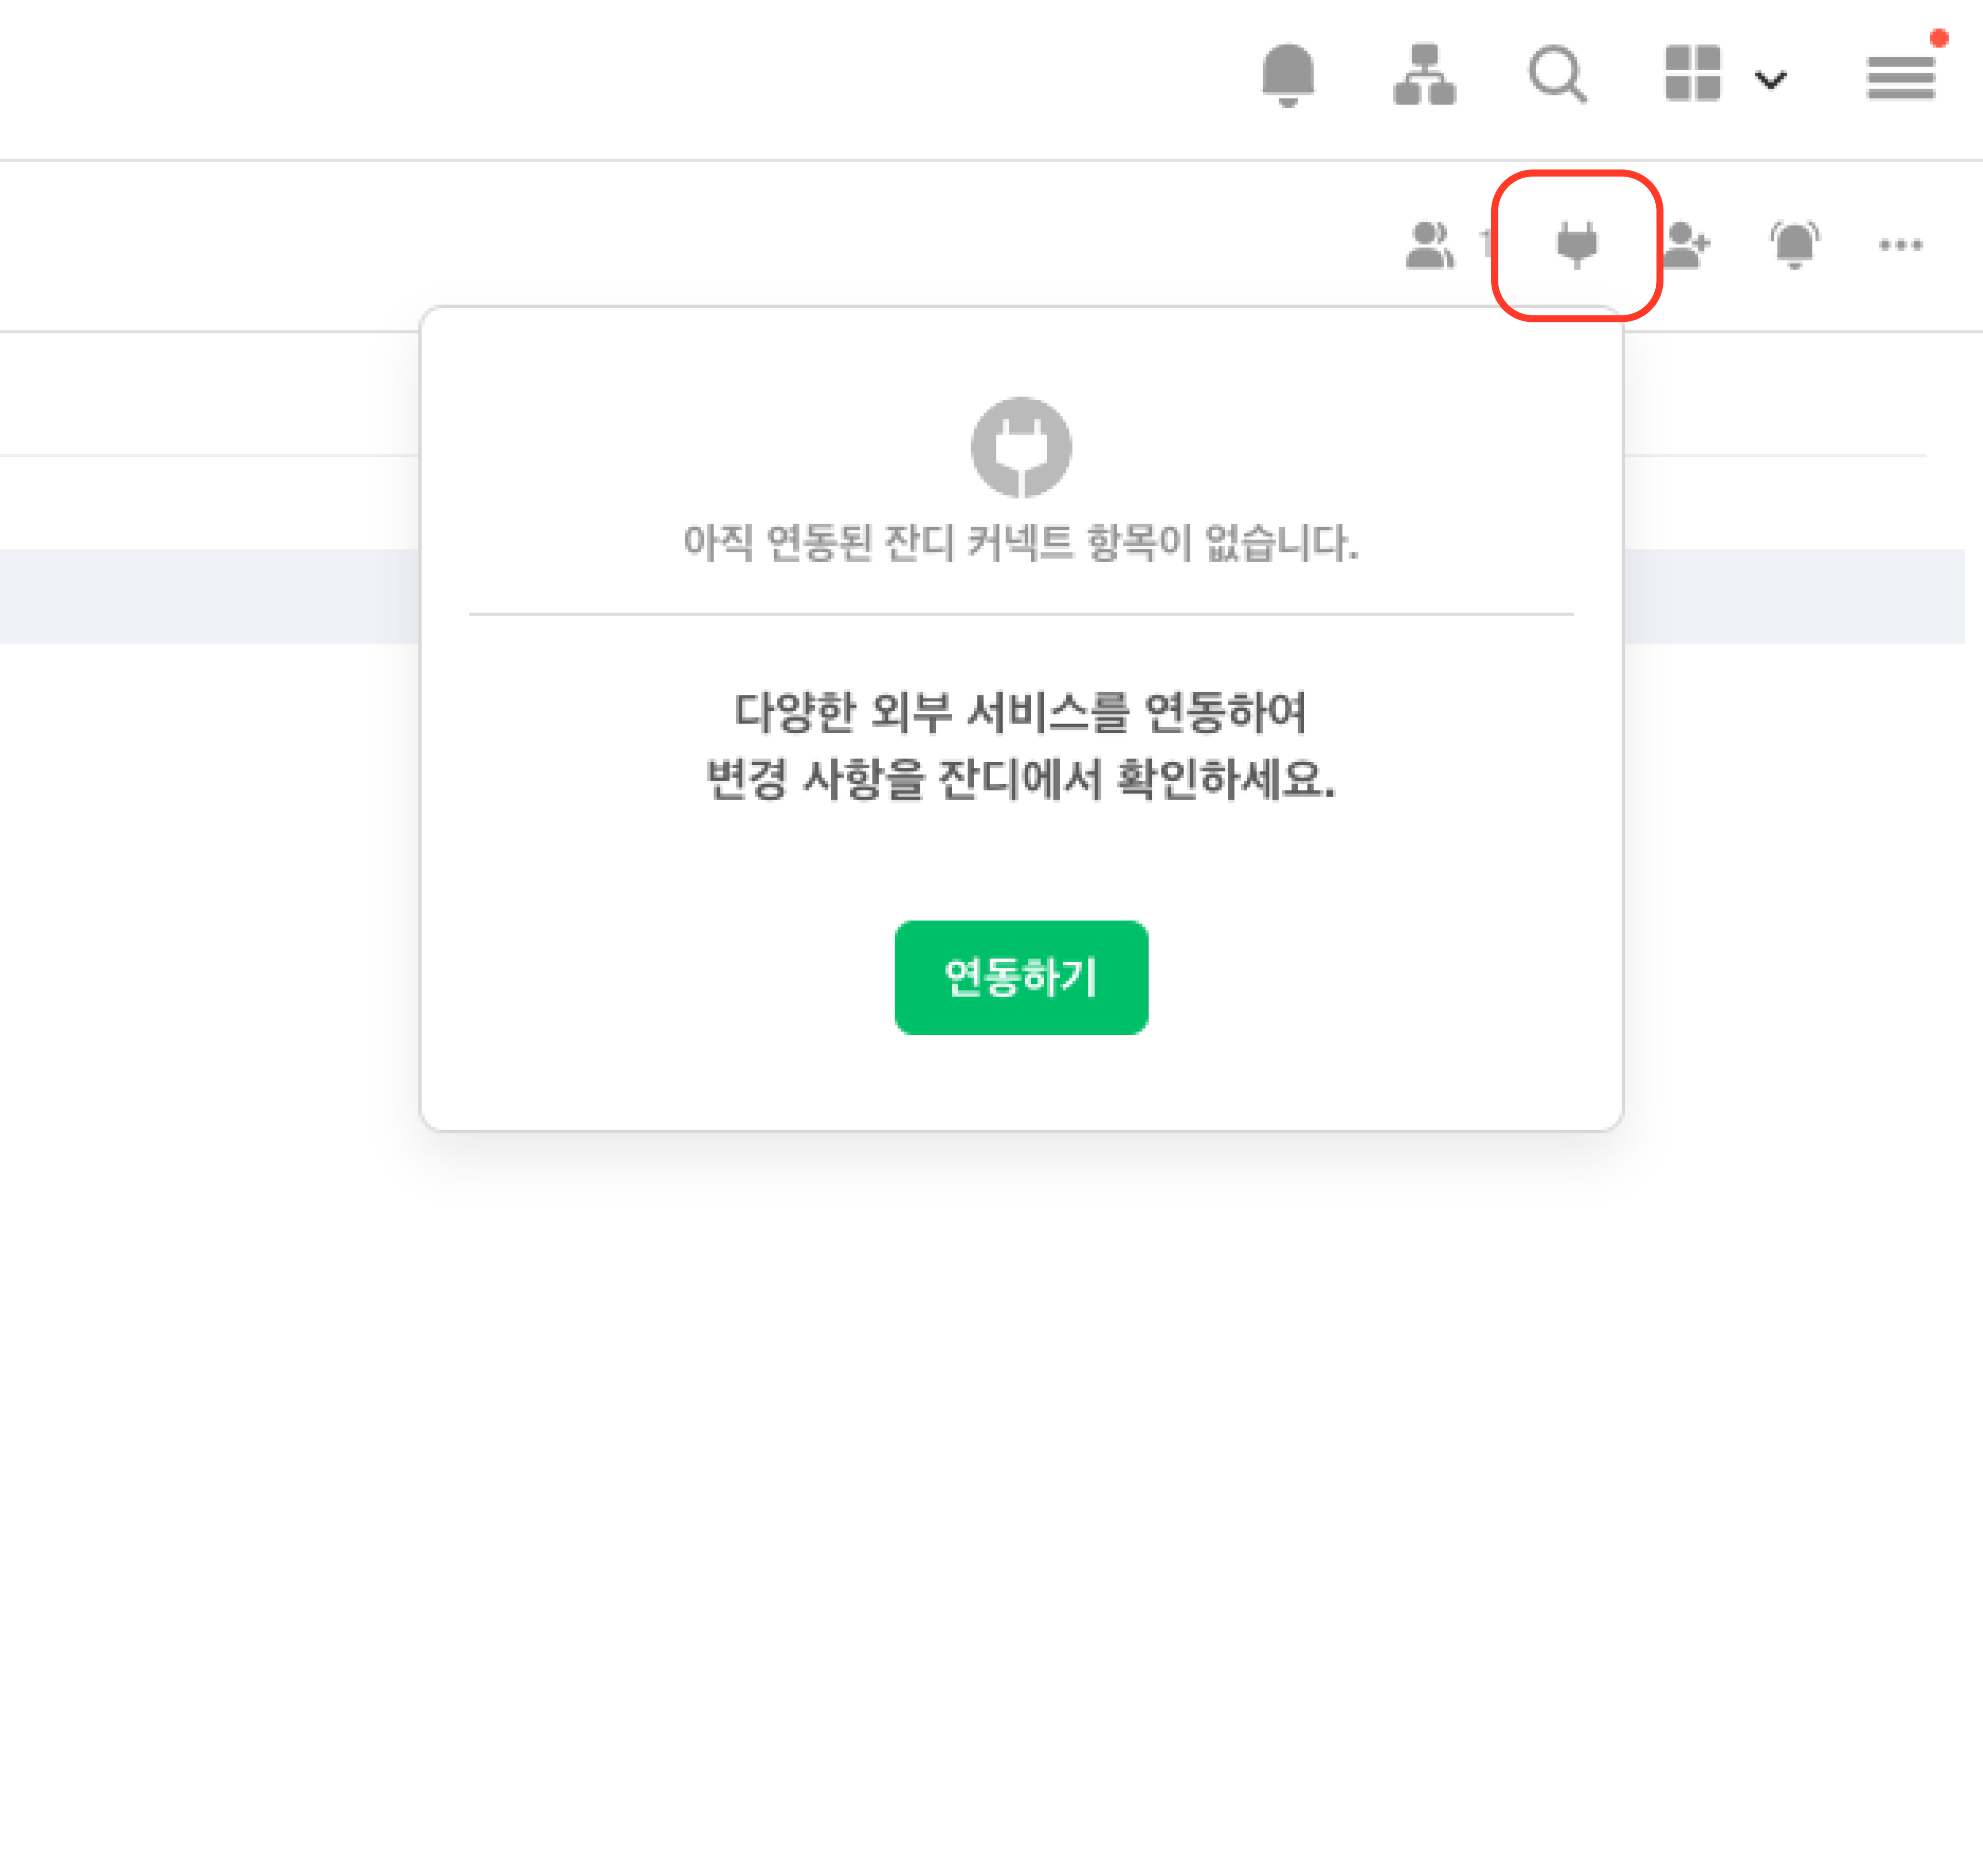 아직 연동된 잔디 커넥트 항목이 없습니다.
다양한 외부 서비스를 연동하여
변경 사항을 잔디에서 확인하세요.
연동하기